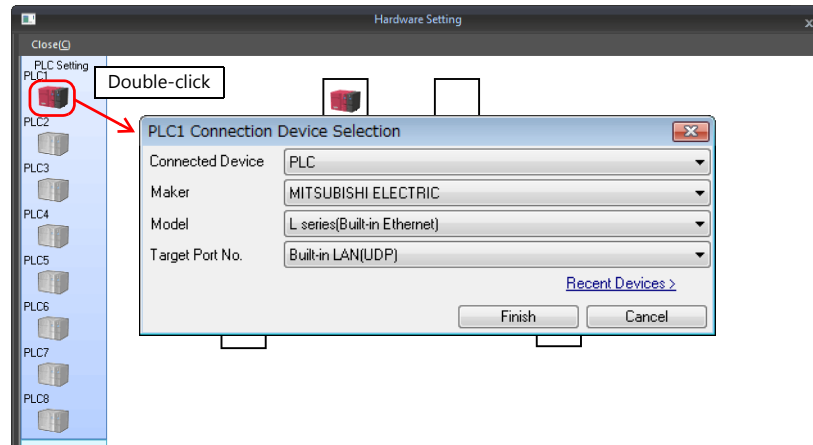 Hardware Setting
Close(C)
PLC Setting
PLC1
Double-click
PLC2
PLC3
PLC4
PLC5
PLC6
PLC7
PLC8
PLC1 Connection Device Selection
Connected Device PLC
Maker MITSUBISHI ELECTRIC
Model L series(Built-in Ethernet)
Target Port No. Built-in LAN(UDP)
Recent Devices >
Finish Cancel